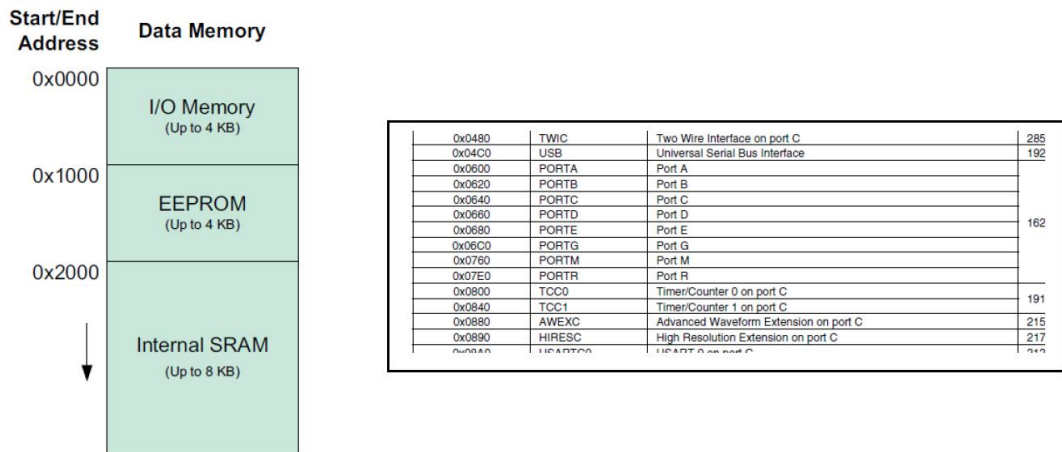 Start/End
Address
Data Memory
0x0000
I/O Memory
(Up to 4 KB)
0x1000
EEPROM
(Up to 4 KB)
0x2000
Internal SRAM
(Up to 8 KB)
0x0480 TWIC Two Wire Interface on port C 285
0x04C0 USB Universal Serial Bus Interface 192
0x0600 PORTA Port A
0x0620 PORTB Port B
0x0640 PORTC Port C
0x0660 PORTD Port D
162
0x0680 PORTE Port E
0x06C0 PORTG Port G
0x0760 PORTM Port M
0x07E0 PORTR Port R
0x0800 TCC0 Timer/Counter 0 on port C
191
0x0840 TCC1 Timer/Counter 1 on port C
0x0880 AWEXC Advanced Waveform Extension on port C 215
0x0890 HIRESC High Resolution Extension on port C 217